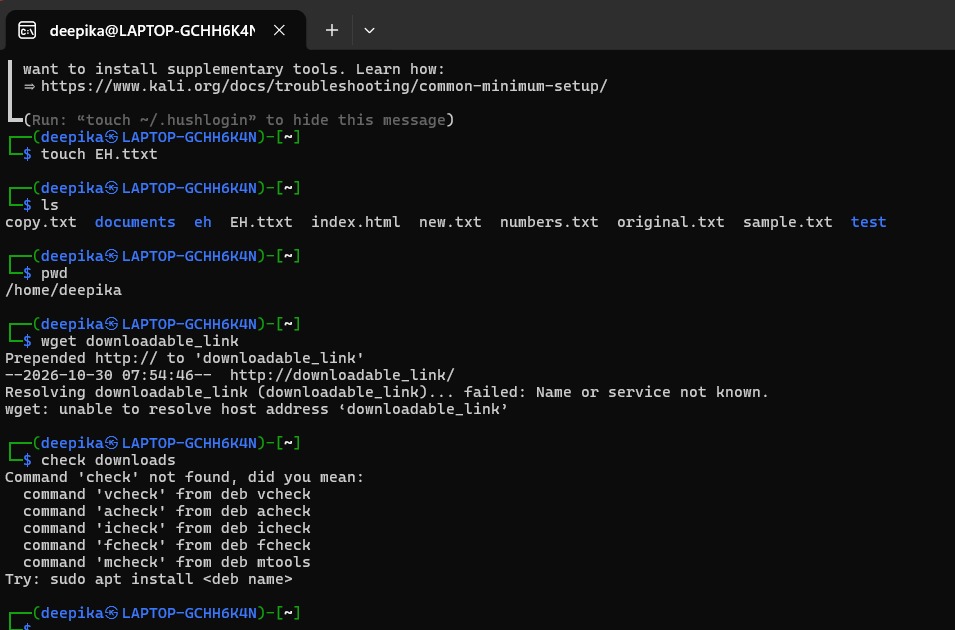 deepika@LAPTOP-GCHH6K4N
want to install supplementary tools. Learn how:
⇒ https://www.kali.org/docs/troubleshooting/common-minimum-setup/
(Run: “touch ~/.hushlogin” to hide this message)
┌──(deepika㉿LAPTOP-GCHH6K4N)-[~]
└─$ touch EH.ttxt
┌──(deepika㉿LAPTOP-GCHH6K4N)-[~]
└─$ ls
copy.txt documents eh EH.ttxt index.html new.txt numbers.txt original.txt sample.txt test
┌──(deepika㉿LAPTOP-GCHH6K4N)-[~]
└─$ pwd
/home/deepika
┌──(deepika㉿LAPTOP-GCHH6K4N)-[~]
└─$ wget downloadable_link
Prepended http:// to 'downloadable_link'
--2026-10-30 07:54:46-- http://downloadable_link/
Resolving downloadable_link (downloadable_link)... failed: Name or service not known.
wget: unable to resolve host address ‘downloadable_link’
┌──(deepika㉿LAPTOP-GCHH6K4N)-[~]
└─$ check downloads
Command 'check' not found, did you mean:
command 'vcheck' from deb vcheck
command 'acheck' from deb acheck
command 'icheck' from deb icheck
command 'fcheck' from deb fcheck
command 'mcheck' from deb mtools
Try: sudo apt install <deb name>
┌──(deepika㉿LAPTOP-GCHH6K4N)-[~]
└─$